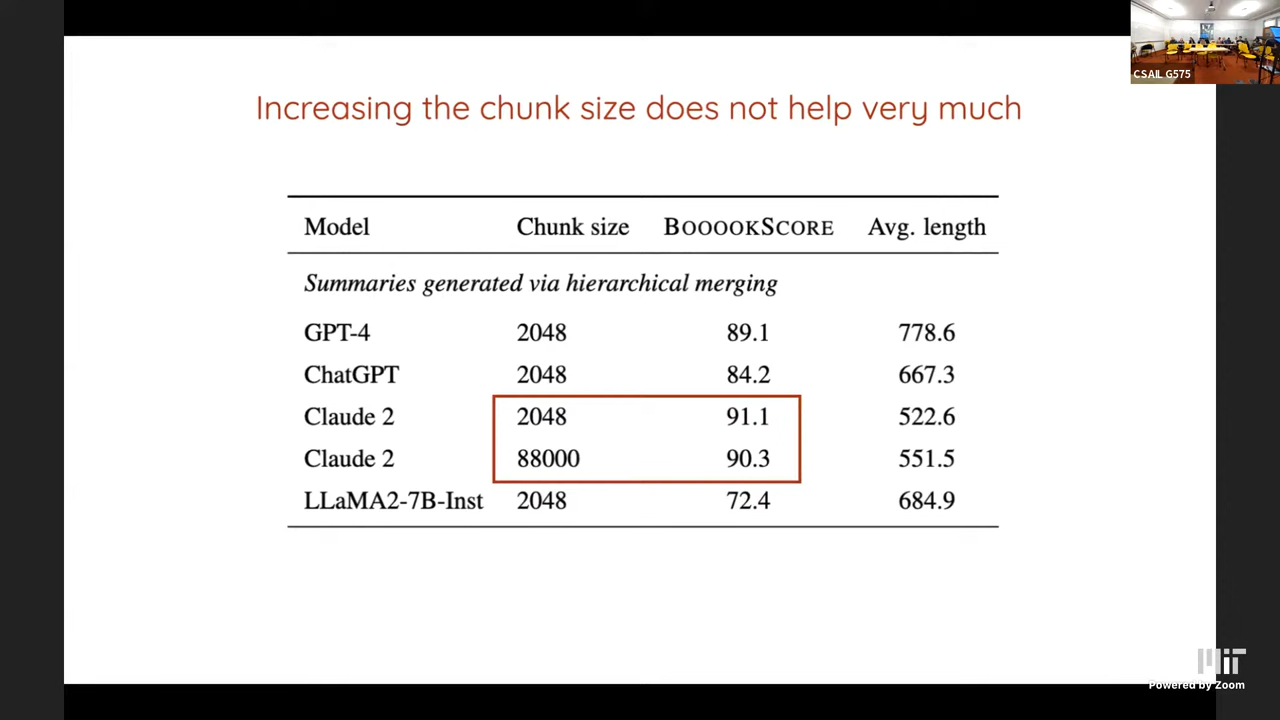 CSAIL G575
Increasing the chunk size does not help very much
Model Chunk size BOOOOKSCORE Avg. length
Summaries generated via hierarchical merging
GPT-4 2048 89.1 778.6
ChatGPT 2048 84.2 667.3
Claude 2 2048 91.1 522.6
Claude 2 88000 90.3 551.5
LLaMA2-7B-Inst 2048 72.4 684.9
MIT
Powered by Zoom